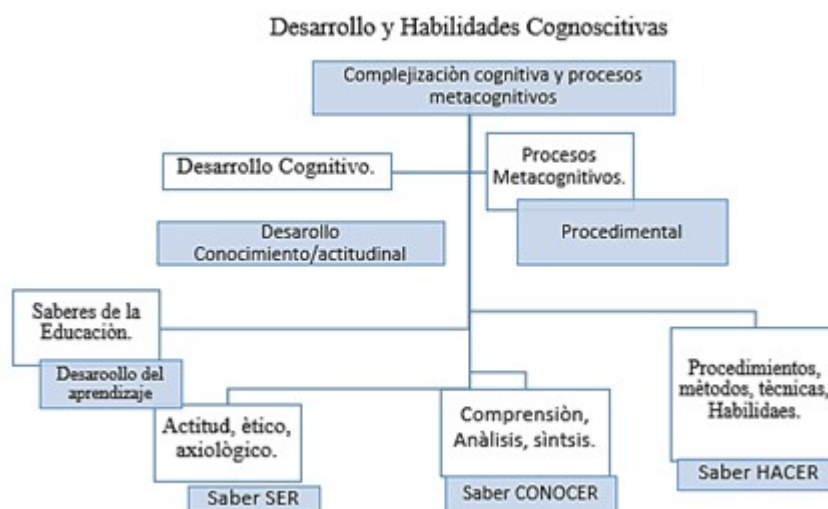 Desarrollo y Habilidades Cognoscitivas
Complejizaciòn cognitiva y procesos
metacognitivos
Desarrollo Cognitivo.
Procesos
Metacognitivos.
Desarollo
Conocimiento/actitudinal
Procedimental
Saberes de la
Educaciòn.
Desaroollo del
aprendizaje
Actitud, ètico,
axiològico.
Saber SER
Comprensiòn,
Anàlisis, sìntsis.
Saber CONOCER
Procedimientos,
mètodos, tècnicas,
Habilidaes.
Saber HACER